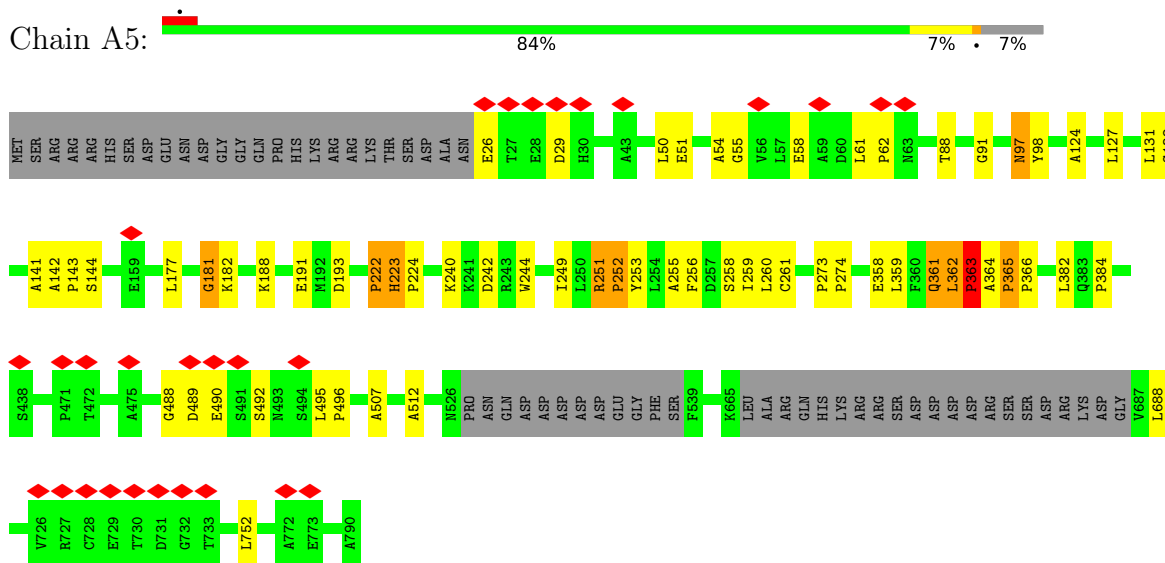 Chain A5:
84% 7% • 7%
MET SER ARG ARG ARG HIS SER ASP GLU ASN ASP GLY GLY GLN PRO HIS LYS ARG ARG LYS THR SER ASP ALA ASN E26 T27 E28 D29 H30 A43 L50 E51 A54 G55 V56 L57 E58 A59 D60 L61 P62 N63 T88 G91 N97 Y98 A124 L127 L131
A141 A142 P143 S144 E159 L177 G181 K182 K188 E191 M192 D193 P222 H223 P224 K240 K241 D242 R243 W244 I249 L250 R251 P252 Y253 L254 A255 F256 D257 S258 I259 L260 C261 P273 P274 E358 L359 F360 Q361 L362 P363 A364 P365 P366 L382 Q383 P384
S438 P471 T472 A475 G488 D489 E490 S491 S492 N493 S494 L495 P496 A507 A512 N526 PRO ASN GLN ASP ASP ASP ASP ASP GLU GLY PHE SER F539 K665 LEU ALA ARG GLN HIS LYS ARG ARG SER ASP ASP ASP ASP ARG SER SER ASP ARG LYS ASP GLY V687 L688
V726 R727 C728 E729 T730 D731 G732 T733 L752 A772 E773 A790